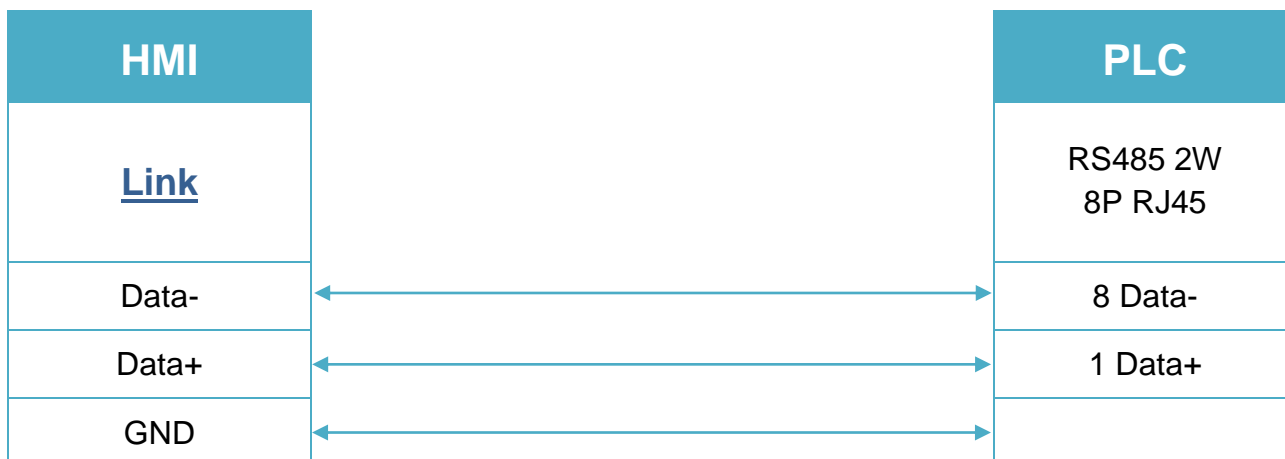 HMI PLC
Link RS485 2W
8P RJ45
Data- 8 Data-
Data+ 1 Data+
GND